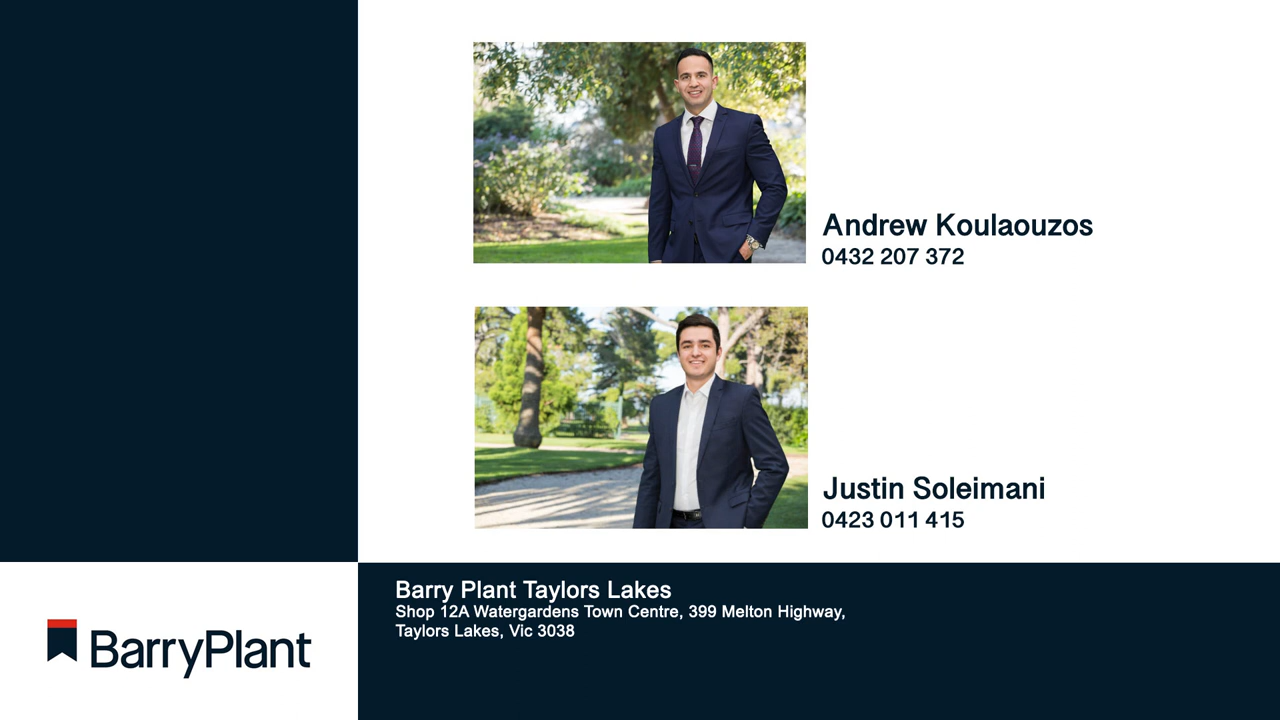 Andrew Koulaouzos
0432 207 372
Justin Soleimani
0423 011 415
Barry Plant Taylors Lakes
Shop 12A Watergardens Town Centre, 399 Melton Highway,
Taylors Lakes, Vic 3038
BarryPlant